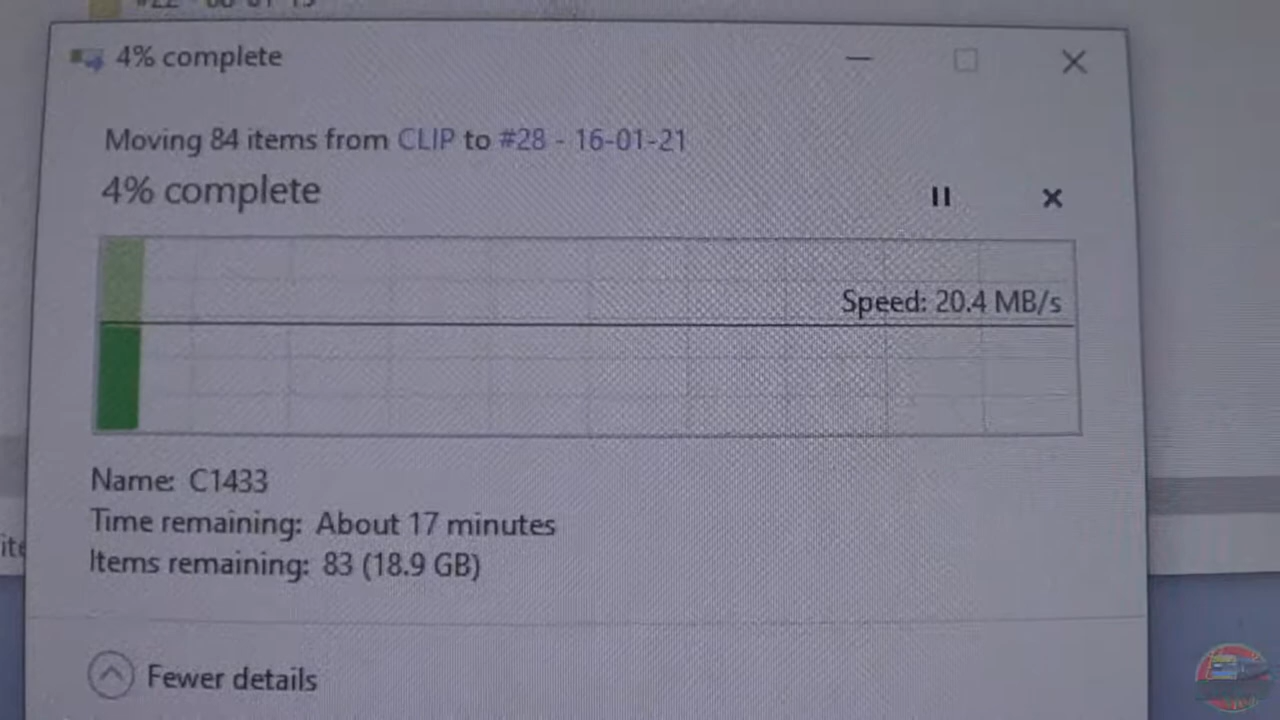 4% complete
Moving 84 items from CLIP to #28 - 16-01-21
4% complete
Speed: 20.4 MB/s
Name: C1433
Time remaining: About 17 minutes
Items remaining: 83 (18.9 GB)
Fewer details